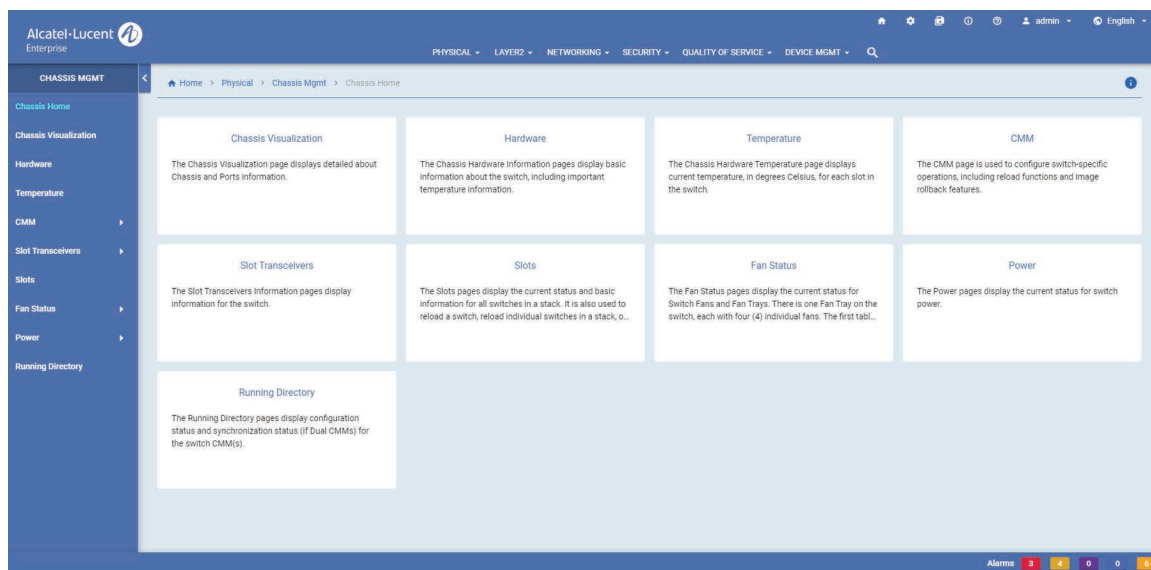 Alcatel·Lucent
Enterprise
admin
English
PHYSICAL
LAYER2
NETWORKING
SECURITY
QUALITY OF SERVICE
DEVICE MGMT
CHASSIS MGMT
Chassis Home
Chassis Visualization
Hardware
Temperature
CMM
Slot Transceivers
Slots
Fan Status
Power
Running Directory
Home > Physical > Chassis Mgmt > Chassis Home
Chassis Visualization
The Chassis Visualization page displays detailed about
Chassis and Ports information.
Hardware
The Chassis Hardware Information pages display basic
information about the switch, including important
temperature information.
Temperature
The Chassis Hardware Temperature page displays
current temperature, in degrees Celsius, for each slot in
the switch.
CMM
The CMM page is used to configure switch-specific
operations, including reload functions and image
rollback features.
Slot Transceivers
The Slot Transceivers Information pages display
information for the switch.
Slots
The Slots pages display the current status and basic
information for all switches in a stack. It is also used to
reload a switch, reload individual switches in a stack, o...
Fan Status
The Fan Status pages display the current status for
Switch Fans and Fan Trays. There is one Fan Tray on the
switch, each with four (4) individual fans. The first tabl...
Power
The Power pages display the current status for switch
power.
Running Directory
The Running Directory pages display configuration
status and synchronization status (if Dual CMMs) for
the switch CMM(s).
Alarms 3 4 0 0 6